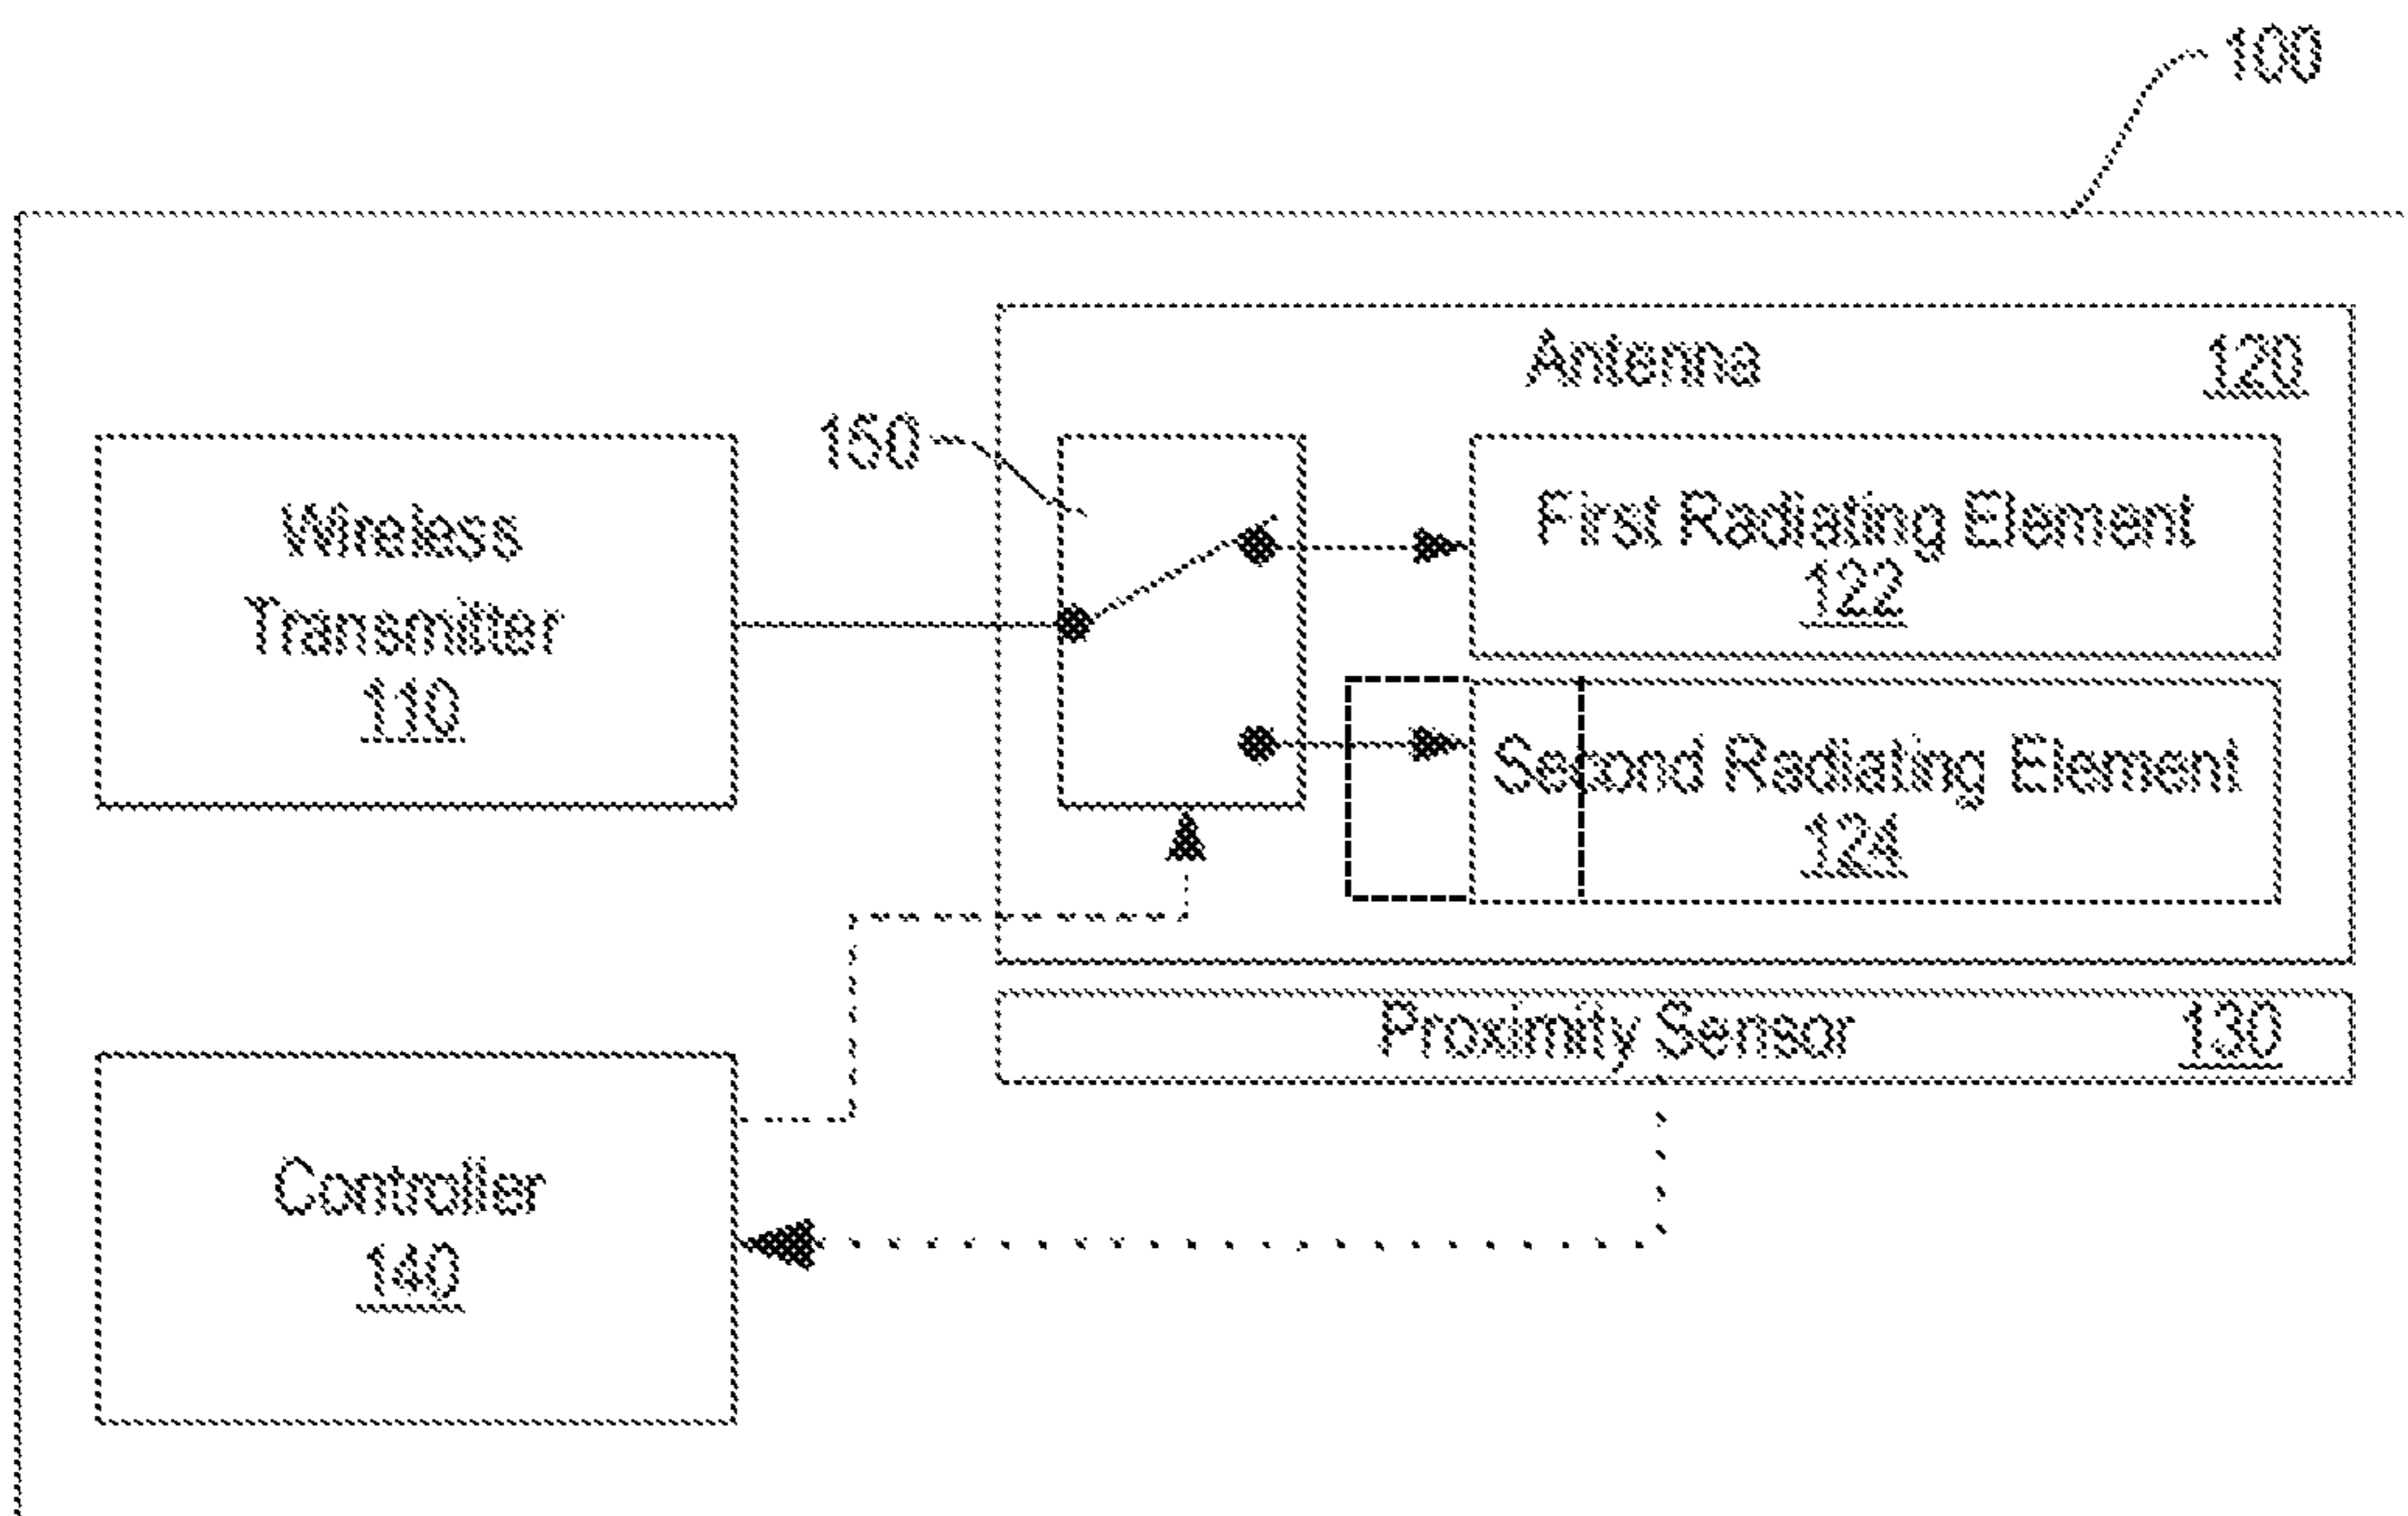 100
Antenna 120
150
Wireless
Transmitter
110
First Radiating Element
122
Second Radiating Element
124
Proximity Sensor 130
Controller
140